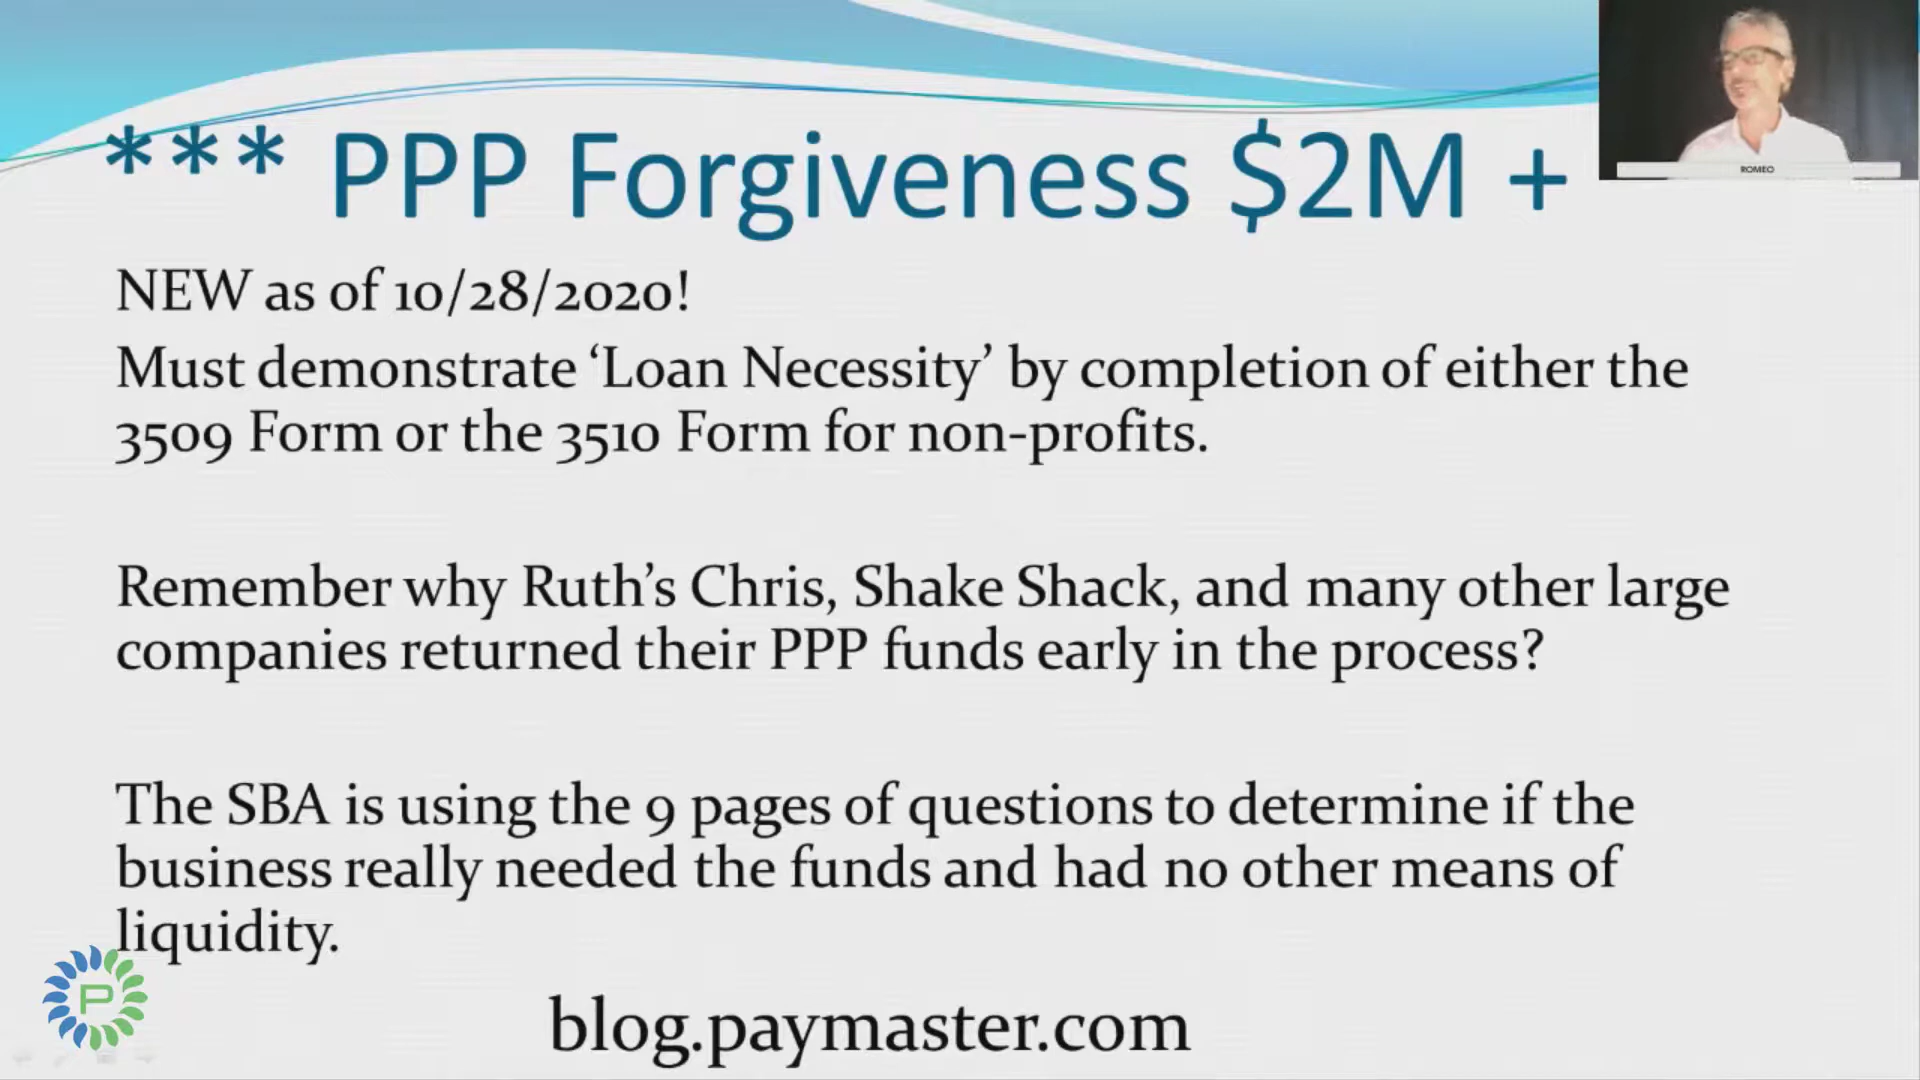 *** PPP Forgiveness $2M +
ROMEO
NEW as of 10/28/2020!
Must demonstrate ‘Loan Necessity’ by completion of either the
3509 Form or the 3510 Form for non-profits.
Remember why Ruth’s Chris, Shake Shack, and many other large
companies returned their PPP funds early in the process?
The SBA is using the 9 pages of questions to determine if the
business really needed the funds and had no other means of
liquidity.
P
blog.paymaster.com